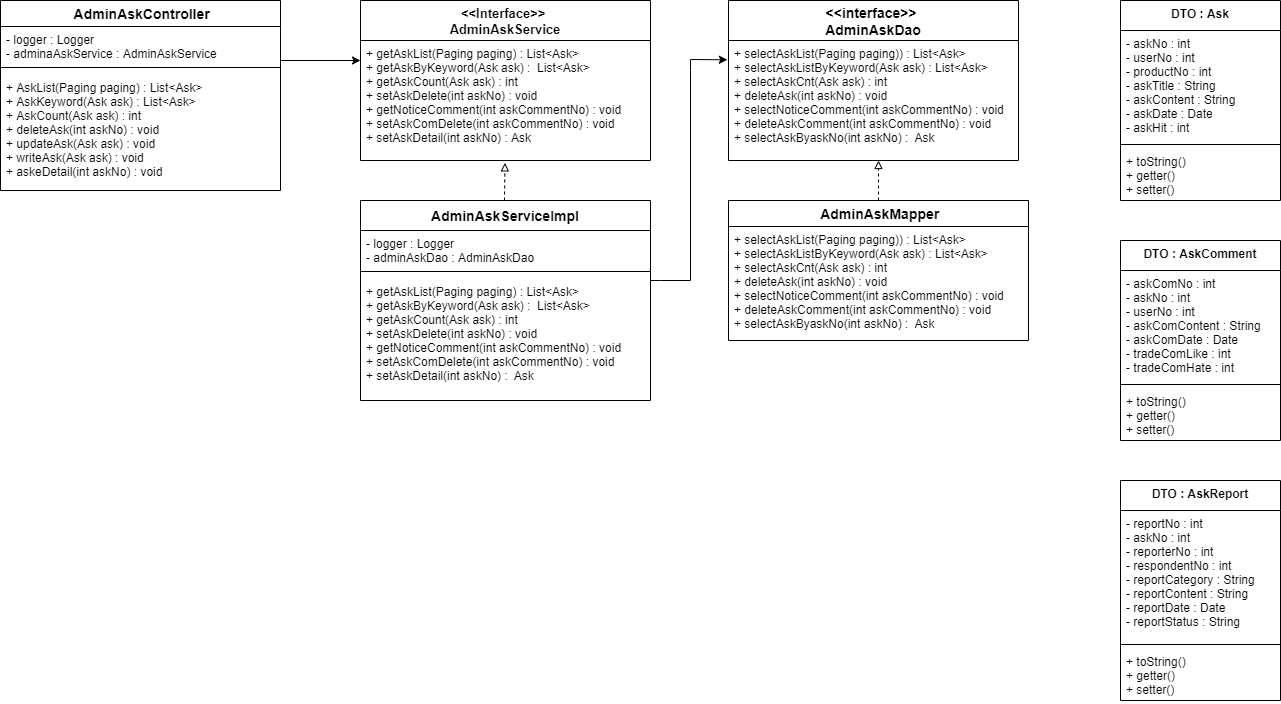 AdminAskController
- logger : Logger
- adminaAskService : AdminAskService
+ AskList(Paging paging) : List<Ask>
+ AskKeyword(Ask ask) : List<Ask>
+ AskCount(Ask ask) : int
+ deleteAsk(int askNo) : void
+ updateAsk(Ask ask) : void
+ writeAsk(Ask ask) : void
+ askeDetail(int askNo) : void
<<Interface>>
AdminAskService
+ getAskList(Paging paging) : List<Ask>
+ getAskByKeyword(Ask ask) :  List<Ask>
+ getAskCount(Ask ask) : int
+ setAskDelete(int askNo) : void
+ getNoticeComment(int askCommentNo) : void
+ setAskComDelete(int askCommentNo) : void
+ setAskDetail(int askNo) : Ask
AdminAskServiceImpl
- logger : Logger
- adminAskDao : AdminAskDao
+ getAskList(Paging paging) : List<Ask>
+ getAskByKeyword(Ask ask) :  List<Ask>
+ getAskCount(Ask ask) : int
+ setAskDelete(int askNo) : void
+ getNoticeComment(int askCommentNo) : void
+ setAskComDelete(int askCommentNo) : void
+ setAskDetail(int askNo) :  Ask
<<interface>>
AdminAskDao
+ selectAskList(Paging paging)) : List<Ask>
+ selectAskListByKeyword(Ask ask) : List<Ask>
+ selectAskCnt(Ask ask) : int
+ deleteAsk(int askNo) : void
+ selectNoticeComment(int askCommentNo) : void
+ deleteAskComment(int askCommentNo) : void
+ selectAskByaskNo(int askNo) :  Ask
AdminAskMapper
+ selectAskList(Paging paging)) : List<Ask>
+ selectAskListByKeyword(Ask ask) : List<Ask>
+ selectAskCnt(Ask ask) : int
+ deleteAsk(int askNo) : void
+ selectNoticeComment(int askCommentNo) : void
+ deleteAskComment(int askCommentNo) : void
+ selectAskByaskNo(int askNo) :  Ask
DTO : Ask
- askNo : int
- userNo : int
- productNo : int
- askTitle : String
- askContent : String
- askDate : Date
- askHit : int
+ toString()
+ getter()
+ setter()
DTO : AskComment
- askComNo : int
- askNo : int
- userNo : int
- askComContent : String
- askComDate : Date
- tradeComLike : int
- tradeComHate : int
+ toString()
+ getter()
+ setter()
DTO : AskReport
- reportNo : int
- askNo : int
- reporterNo : int
- respondentNo : int
- reportCategory : String
- reportContent : String
- reportDate : Date
- reportStatus : String
+ toString()
+ getter()
+ setter()